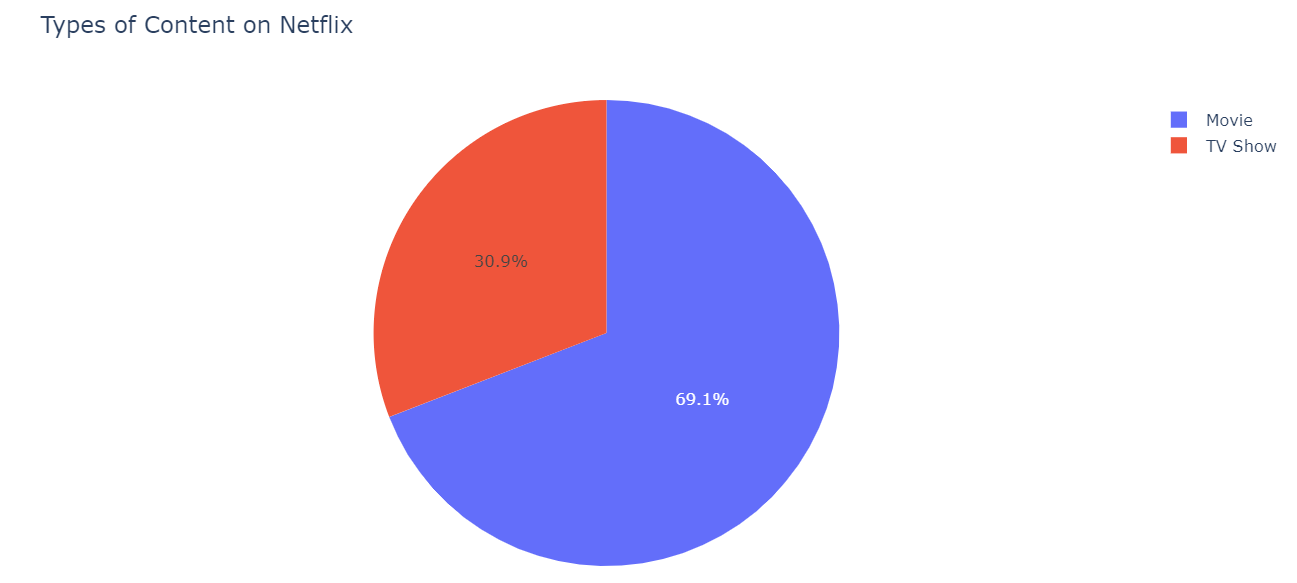 Types of Content on Netflix
Movie
TV Show
30.9%
69.1%